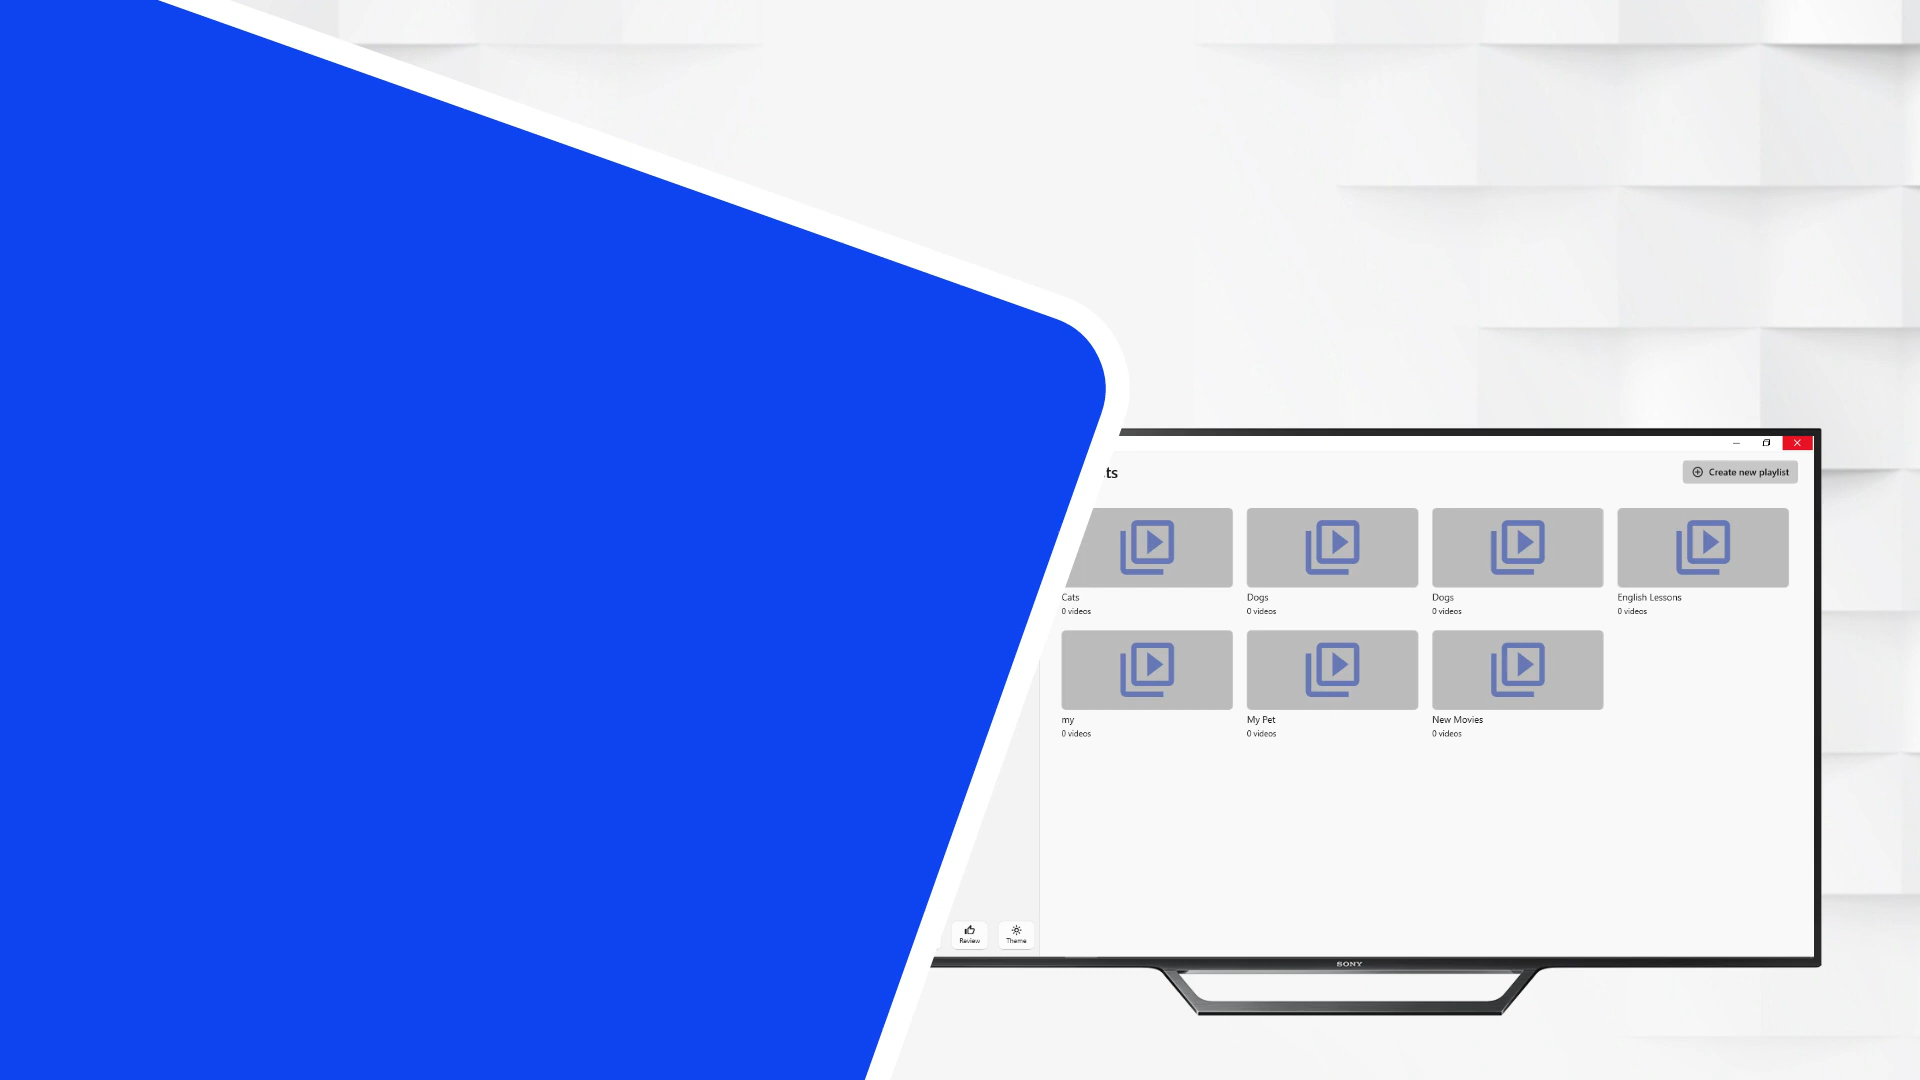 Create new playlist
Cats
0 videos
Dogs
0 videos
Dogs
0 videos
English Lessons
0 videos
my
0 videos
My Pet
0 videos
New Movies
0 videos
Review
Theme
SONY